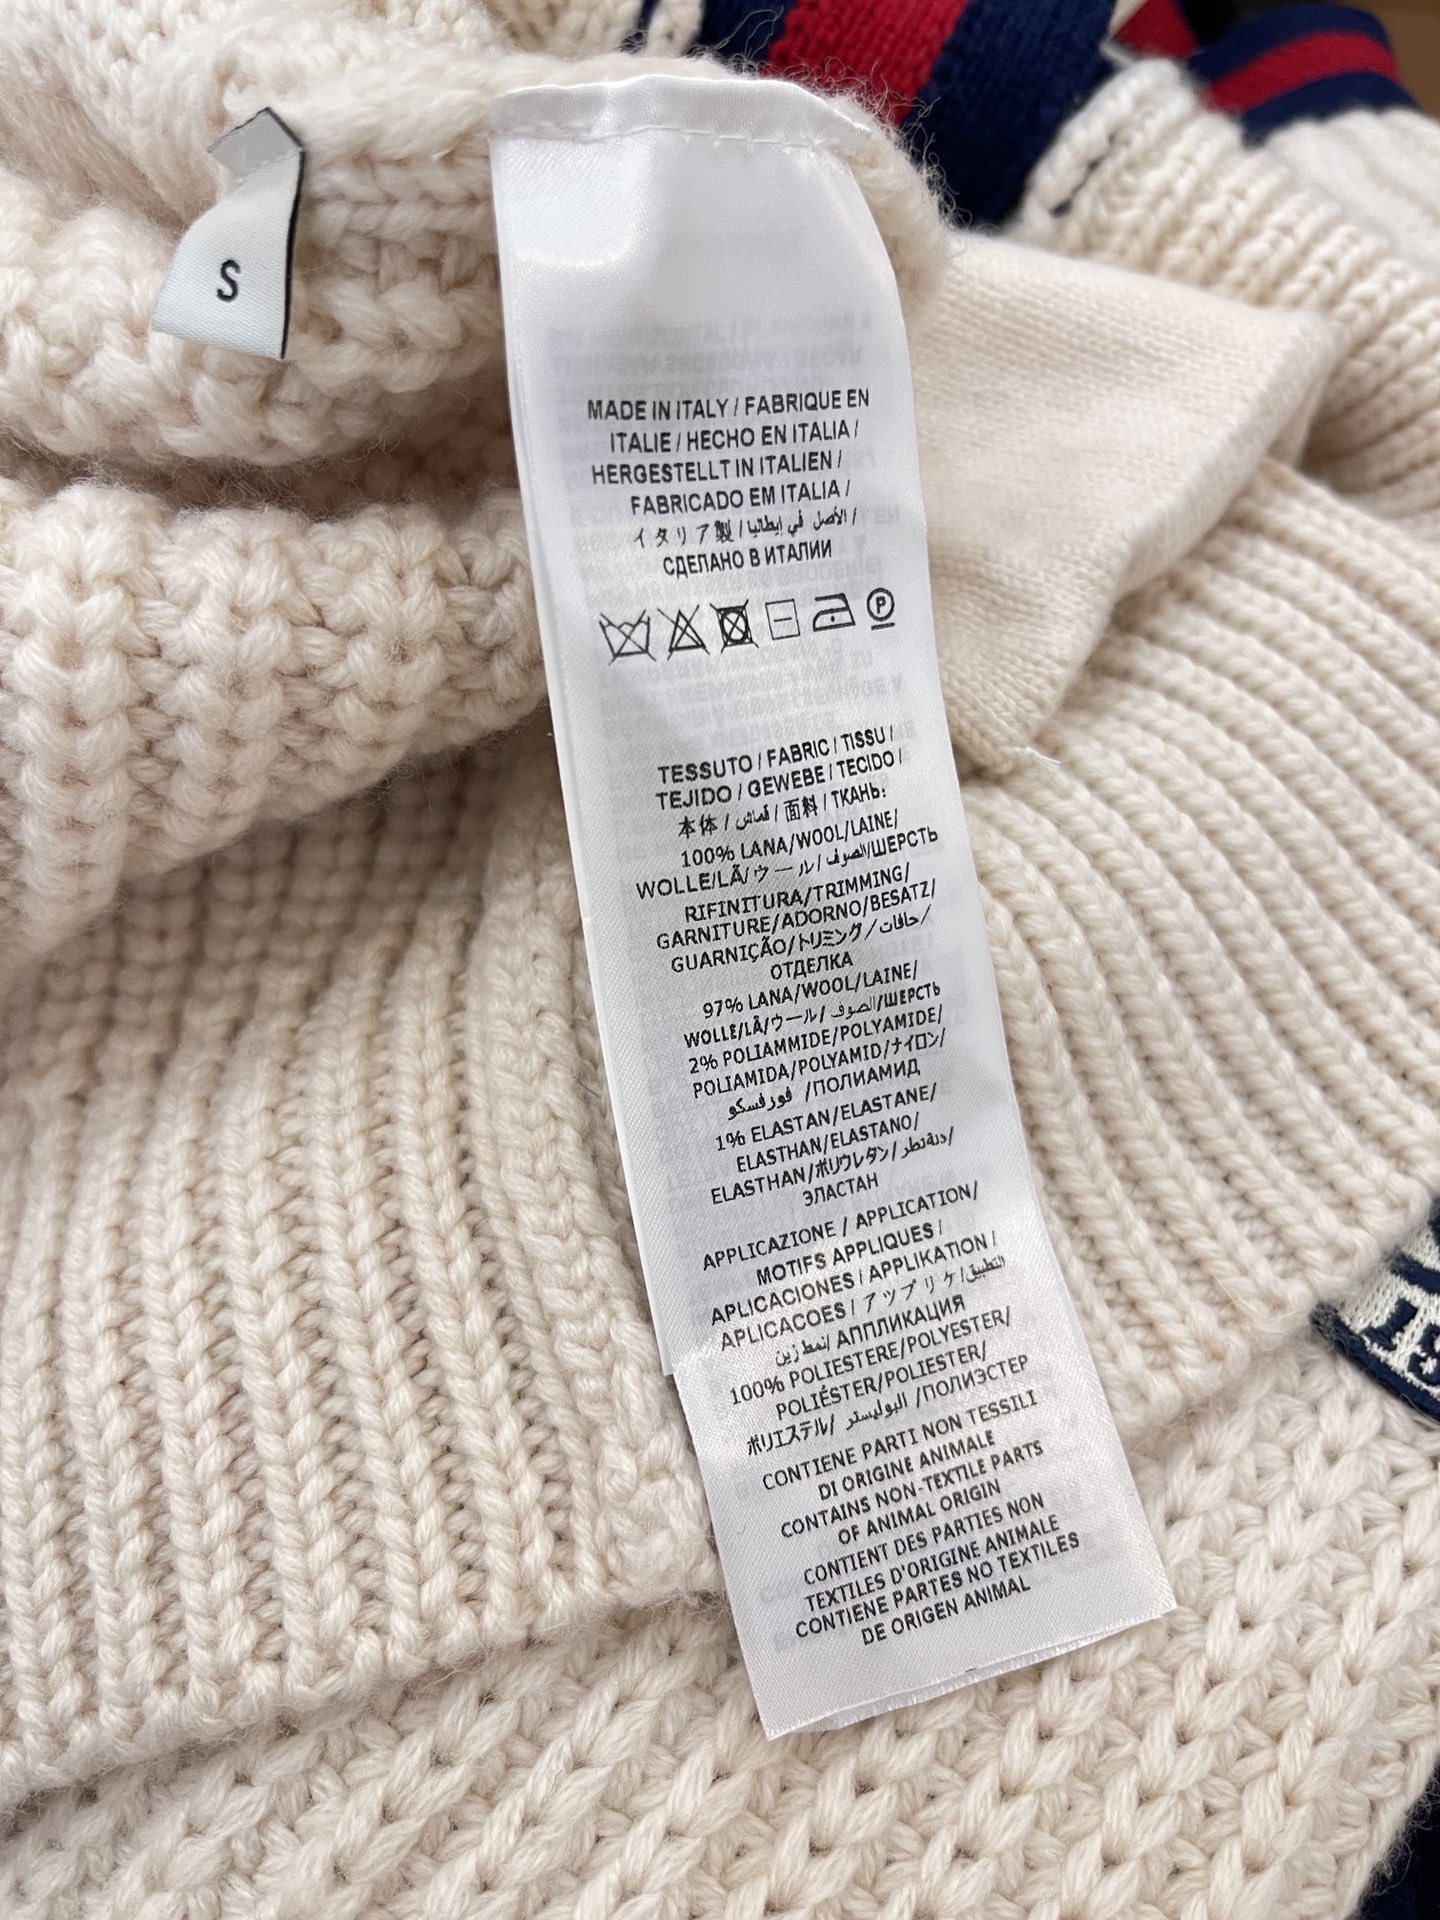 S
MADE IN ITALY / FABRIQUE EN
ITALIE / HECHO EN ITALIA /
HERGESTELLT IN ITALIEN /
FABRICADO EM ITALIA /
イタリア製 / الأصل في إيطاليا /
СДЕЛАНО В ИТАЛИИ
P
TESSUTO / FABRIC / TISSU /
TEJIDO / GEWEBE / TECIDO /
本体 / قماش / 面料 / ТКАНЬ:
100% LANA/WOOL/LAINE/
WOLLE/LÃ/ウール/الصوف/ШЕРСТЬ
RIFINITURA/TRIMMING/
GARNITURE/ADORNO/BESATZ/
GUARNIÇÃO/トリミング/حافات/
ОТДЕЛКА
97% LANA/WOOL/LAINE/
WOLLE/LÃ/ウール/الصوف/ШЕРСТЬ
2% POLIAMMIDE/POLYAMIDE/
POLIAMIDA/POLYAMID/ナイロン/
فورفسكو /ПОЛИАМИД
1% ELASTAN/ELASTANE/
ELASTHAN/ELASTANO/
ELASTHAN/ポリウレタン/
ЭЛАСТАН
APPLICAZIONE / APPLICATION/
MOTIFS APPLIQUES /
APLICACIONES / APPLIKATION /
APLICACOES / アップリケ/التطبيق
نمط زين/ АППЛИКАЦИЯ
100% POLIESTERE/POLYESTER/
POLIÉSTER/POLIESTER/
ポリエステル/ البوليستر /ПОЛИЭСТЕР
CONTIENE PARTI NON TESSILI
DI ORIGINE ANIMALE
CONTAINS NON-TEXTILE PARTS
OF ANIMAL ORIGIN
CONTIENT DES PARTIES NON
TEXTILES D'ORIGINE ANIMALE
CONTIENE PARTES NO TEXTILES
DE ORIGEN ANIMAL